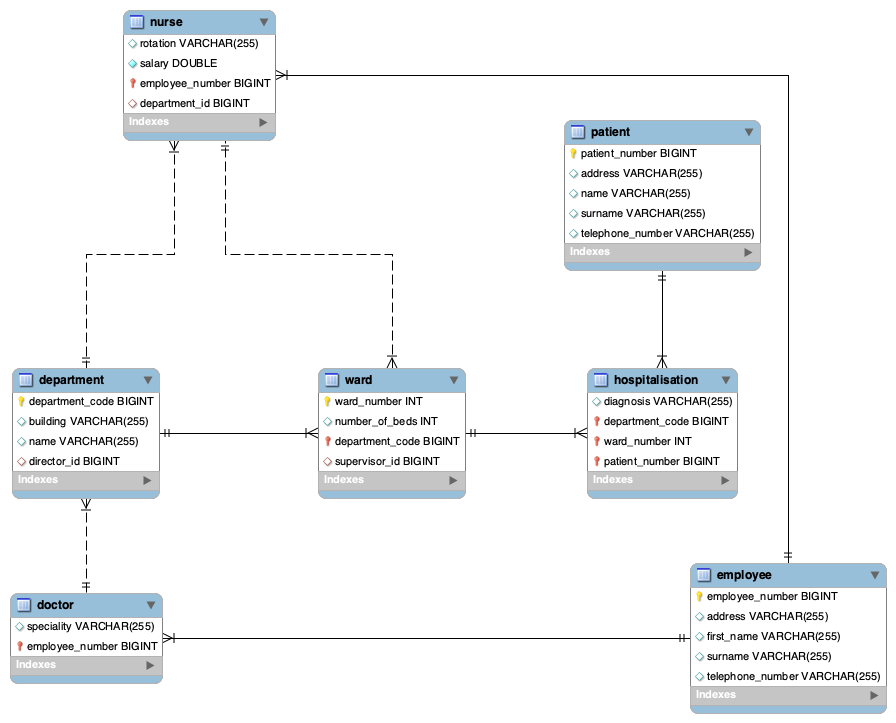 nurse
rotation VARCHAR(255)
salary DOUBLE
employee_number BIGINT
department_id BIGINT
Indexes
patient
patient_number BIGINT
address VARCHAR(255)
name VARCHAR(255)
surname VARCHAR(255)
telephone_number VARCHAR(255)
Indexes
department
department_code BIGINT
building VARCHAR(255)
name VARCHAR(255)
director_id BIGINT
Indexes
ward
ward_number INT
number_of_beds INT
department_code BIGINT
supervisor_id BIGINT
Indexes
hospitalisation
diagnosis VARCHAR(255)
department_code BIGINT
ward_number INT
patient_number BIGINT
Indexes
doctor
speciality VARCHAR(255)
employee_number BIGINT
Indexes
employee
employee_number BIGINT
address VARCHAR(255)
first_name VARCHAR(255)
surname VARCHAR(255)
telephone_number VARCHAR(255)
Indexes